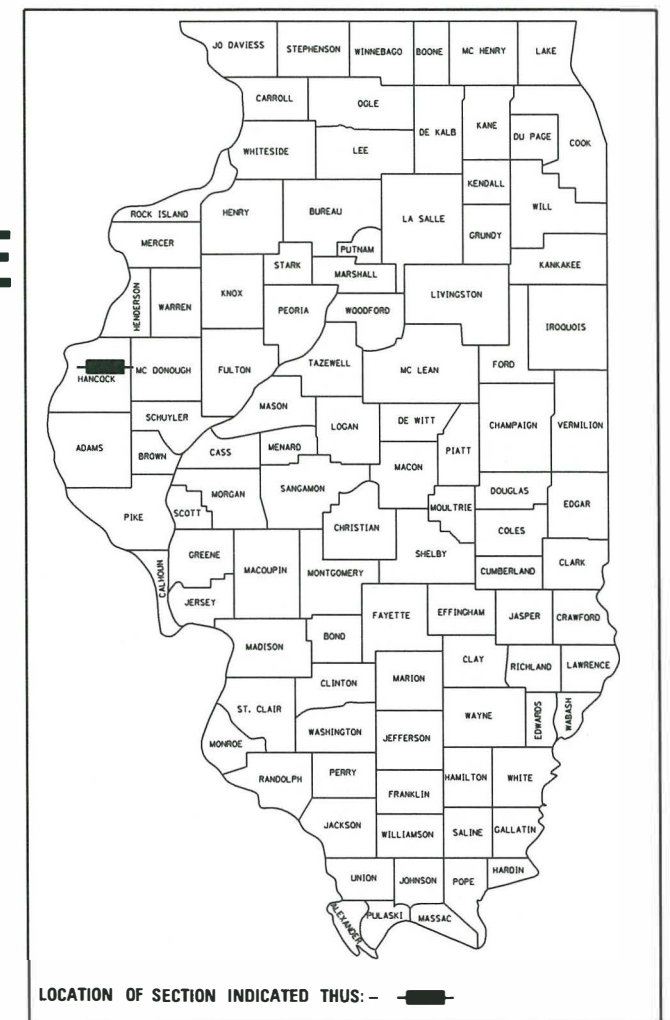 JO DAVIESS
STEPHENSON
WINNEBAGO
BOONE
MC HENRY
LAKE
CARROLL
OGLE
DE KALB
KANE
DU PAGE
COOK
WHITESIDE
LEE
KENDALL
WILL
ROCK ISLAND
HENRY
BUREAU
LA SALLE
GRUNDY
MERCER
PUTNAM
STARK
MARSHALL
KANKAKEE
HENDERSON
WARREN
KNOX
PEORIA
WOODFORD
LIVINGSTON
IROQUOIS
HANCOCK
MC DONOUGH
FULTON
TAZEWELL
MC LEAN
FORD
MASON
SCHUYLER
LOGAN
DE WITT
CHAMPAIGN
VERMILION
ADAMS
BROWN
CASS
MENARD
PIATT
MACON
MORGAN
SANGAMON
DOUGLAS
EDGAR
PIKE
SCOTT
MOULTRIE
CHRISTIAN
COLES
GREENE
MACOUPIN
SHELBY
CALHOUN
MONTGOMERY
CUMBERLAND
CLARK
JERSEY
FAYETTE
EFFINGHAM
JASPER
CRAWFORD
MADISON
BOND
CLAY
RICHLAND
LAWRENCE
CLINTON
MARION
ST. CLAIR
WAYNE
EDWARDS
WABASH
WASHINGTON
JEFFERSON
MONROE
RANDOLPH
PERRY
HAMILTON
WHITE
FRANKLIN
JACKSON
WILLIAMSON
SALINE
GALLATIN
UNION
JOHNSON
POPE
HARDIN
ALEXANDER
PULASKI
MASSAC
LOCATION OF SECTION INDICATED THUS: –